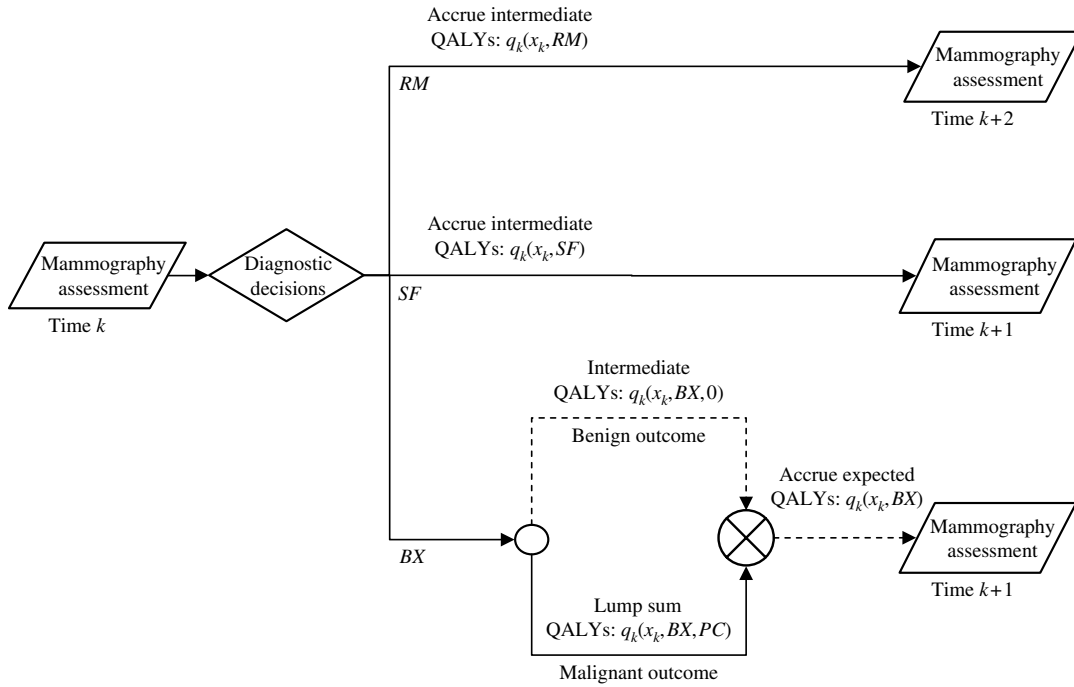 Accrue intermediate
QALYs: q_k(x_k,RM)
RM
Mammography
assessment
Time k+2
Accrue intermediate
QALYs: q_k(x_k,SF)
SF
Mammography
assessment
Time k
Diagnostic
decisions
Mammography
assessment
Time k+1
Intermediate
QALYs: q_k(x_k,BX,0)
Benign outcome
Accrue expected
QALYs: q_k(x_k,BX)
BX
Mammography
assessment
Time k+1
Lump sum
QALYs: q_k(x_k,BX,PC)
Malignant outcome